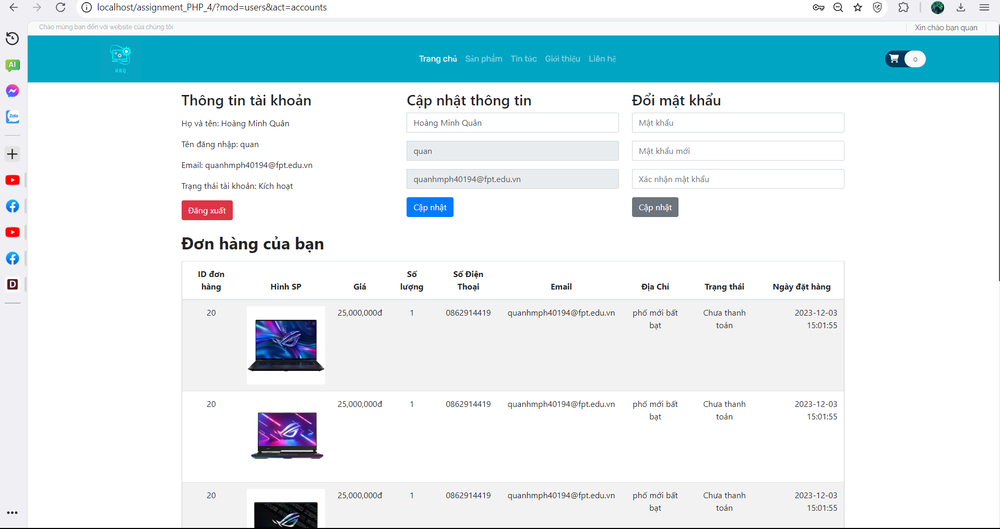 localhost/assignment_PHP_4/?mod=users&act=accounts
Chào mừng bạn đến với website của chúng tôi
Xin chào bạn quan
KNQ
Trang chủ Sản phẩm Tin tức Giới thiệu Liên hệ
0
AI
Zalo
D
Thông tin tài khoản
Họ và tên: Hoàng Minh Quân
Tên đăng nhập: quan
Email: quanhmph40194@fpt.edu.vn
Trạng thái tài khoản: Kích hoạt
Đăng xuất
Cập nhật thông tin
Hoàng Minh Quân
quan
quanhmph40194@fpt.edu.vn
Cập nhật
Đổi mật khẩu
Mật khẩu
Mật khẩu mới
Xác nhận mật khẩu
Cập nhật
Đơn hàng của bạn
ID đơn hàng Hình SP Giá Số lượng Số Điện Thoại Email Địa Chỉ Trạng thái Ngày đặt hàng
20 25,000,000đ 1 0862914419 quanhmph40194@fpt.edu.vn phố mới bất bạt Chưa thanh toán 2023-12-03 15:01:55
20 25,000,000đ 1 0862914419 quanhmph40194@fpt.edu.vn phố mới bất bạt Chưa thanh toán 2023-12-03 15:01:55
20 25,000,000đ 1 0862914419 quanhmph40194@fpt.edu.vn phố mới bất bạt Chưa thanh toán 2023-12-03 15:01:55